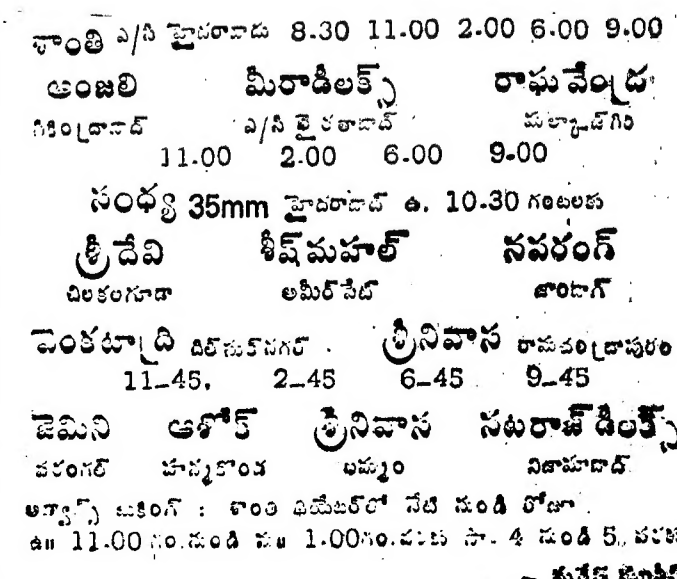 శాంతి ఎ/సి హైదరాబాదు 8-30 11.00 2.00 6.00 9.00
అంజలి మీరాడీలక్స్ రాఘవేంద్ర
సికింద్రాబాద్ ఎ/సి ఖైరతాబాద్ మల్కాజ్‌గిరి
11.00 2.00 6.00 9.00
సంధ్య 35mm హైదరాబాద్ ఉ. 10-30 గంటలకు
శ్రీదేవి శీష్‌మహల్ నవరంగ్
చిలకలగూడా అమీర్‌పేట్ జాంబాగ్
వెంకటాద్రి దిల్‌సుక్‌నగర్ శ్రీనివాస రామచంద్రాపురం
11-45, 2-45 6-45 9-45
జెమిని అశోక్ శ్రీనివాస నటరాజ్ డీలక్స్
వరంగల్ హన్మకొండ ఖమ్మం నిజామాబాద్
అడ్వాన్స్ బుకింగ్ : శాంతి థియేటర్‌లో నేటి నుండి రోజూ
ఉ॥ 11.00 గం.నుండి మ॥ 1.00గం.వరకు సా. 4 నుండి 5, వరకు